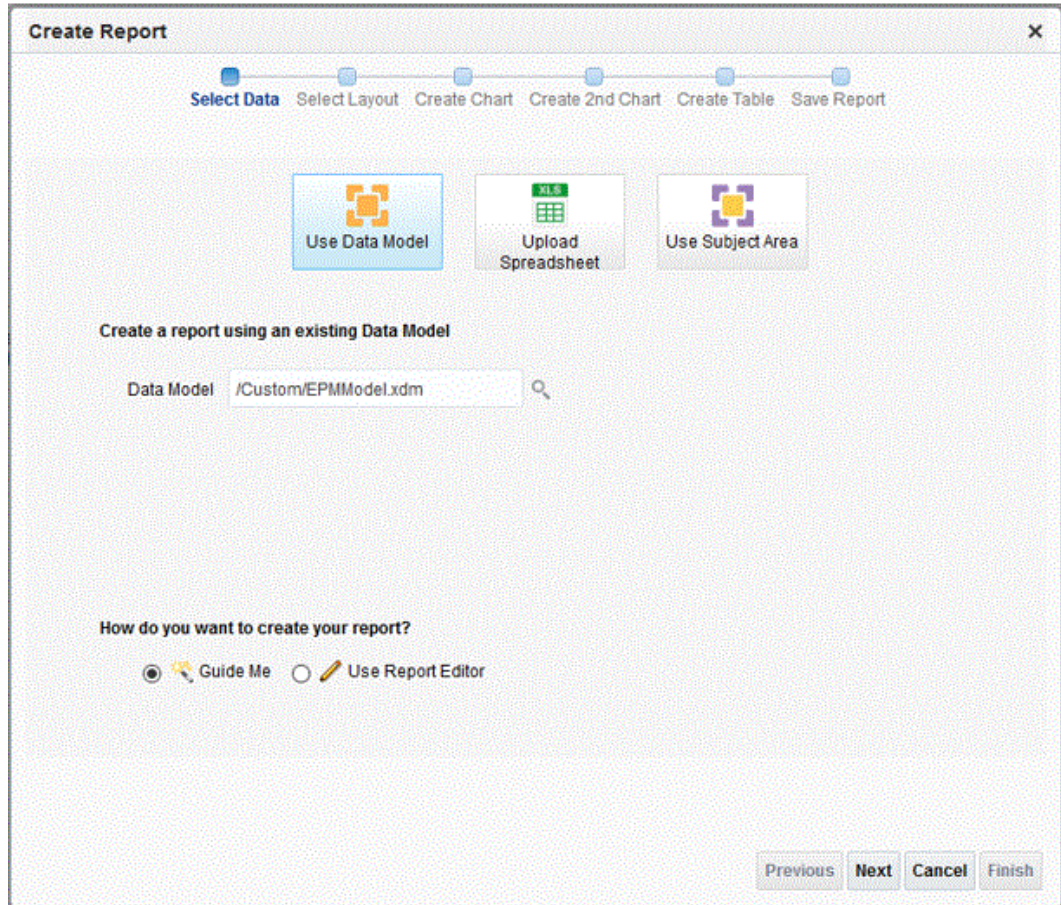 Create Report
Select Data Select Layout Create Chart Create 2nd Chart Create Table Save Report
Use Data Model
XLS
Upload
Spreadsheet
Use Subject Area
Create a report using an existing Data Model
Data Model /Custom/EPMModel.xdm
How do you want to create your report?
Guide Me Use Report Editor
Previous Next Cancel Finish